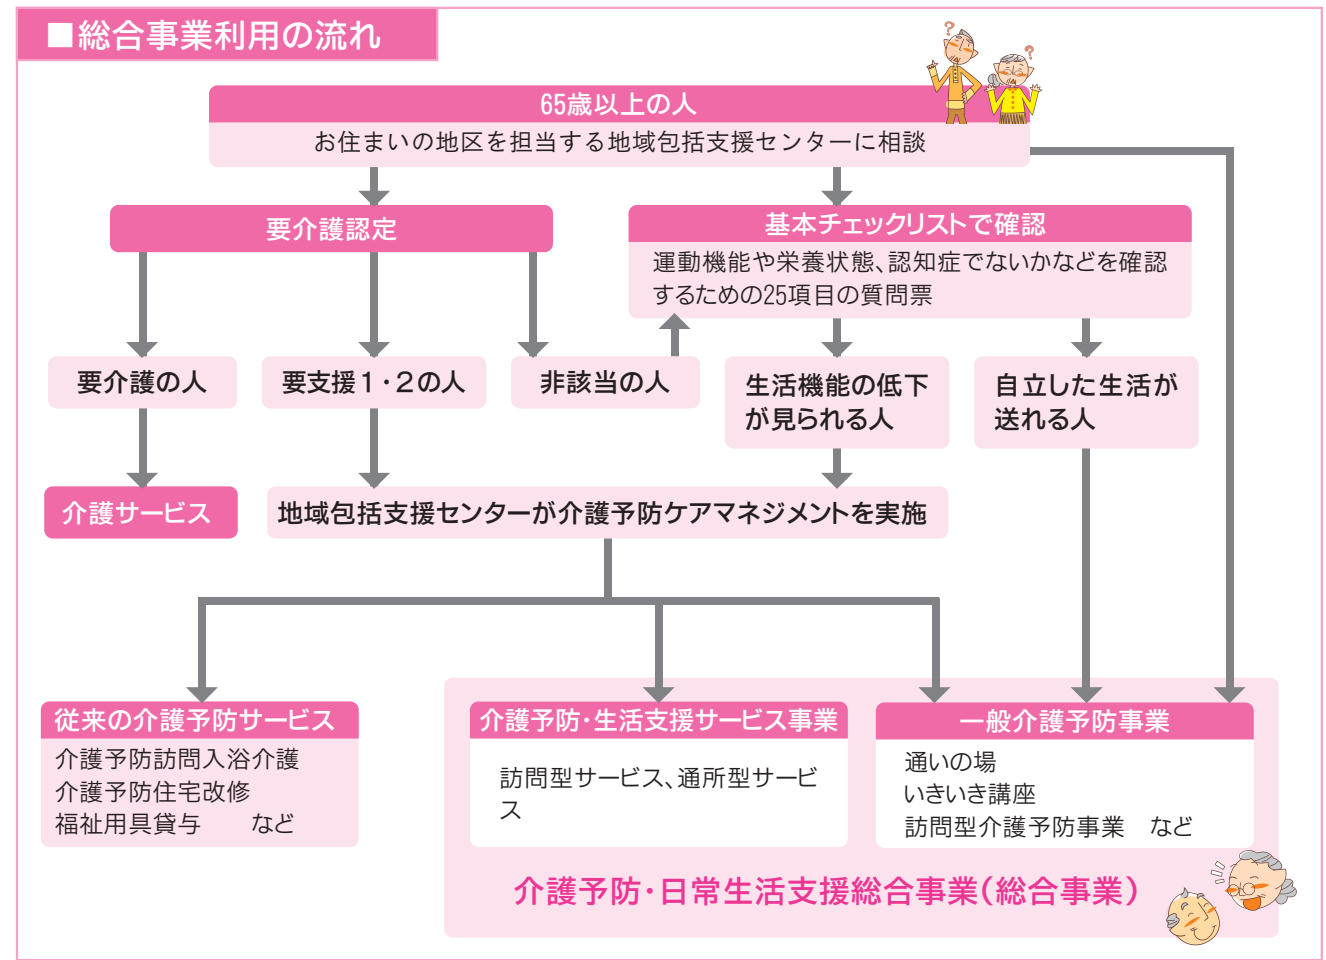 ■総合事業利用の流れ
?
?
65歳以上の人
お住まいの地区を担当する地域包括支援センターに相談
要介護認定
基本チェックリストで確認
運動機能や栄養状態、認知症でないかなどを確認
するための25項目の質問票
要介護の人
要支援1・2の人
非該当の人
生活機能の低下
が見られる人
自立した生活が
送れる人
介護サービス
地域包括支援センターが介護予防ケアマネジメントを実施
従来の介護予防サービス
介護予防訪問入浴介護
介護予防住宅改修
福祉用具貸与　　など
介護予防・生活支援サービス事業
訪問型サービス、通所型サービ
ス
一般介護予防事業
通いの場
いきいき講座
訪問型介護予防事業　など
介護予防・日常生活支援総合事業(総合事業)